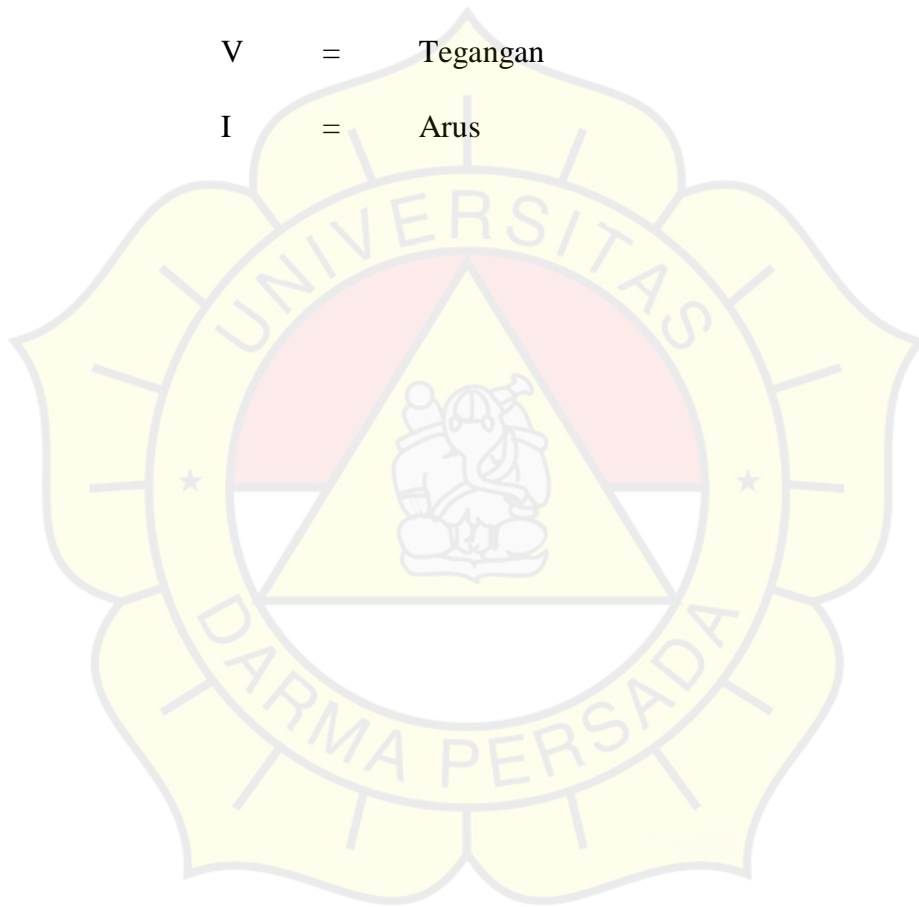 V = Tegangan
I = Arus
UNIVERSITAS
DARMA PERSADA